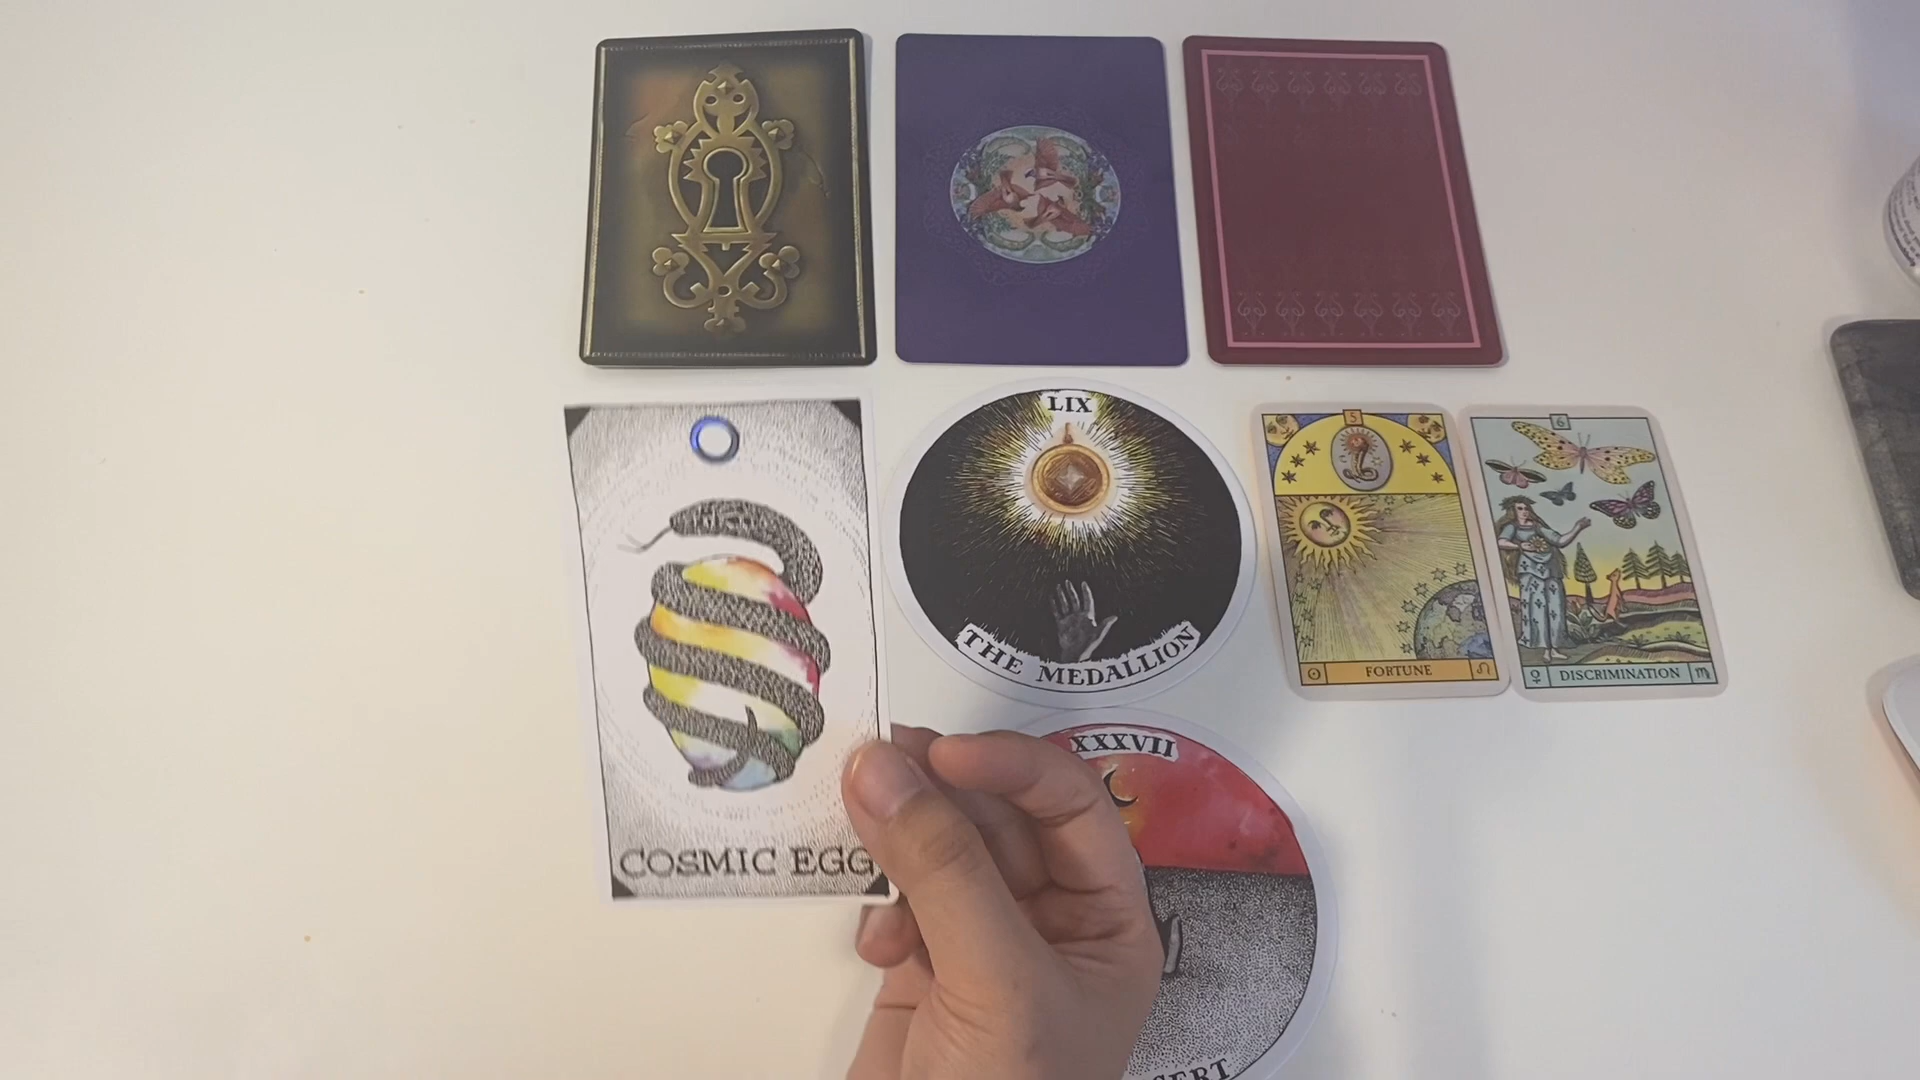 LIX
THE MEDALLION
5
FORTUNE
6
DISCRIMINATION
COSMIC EGG
XXXVII